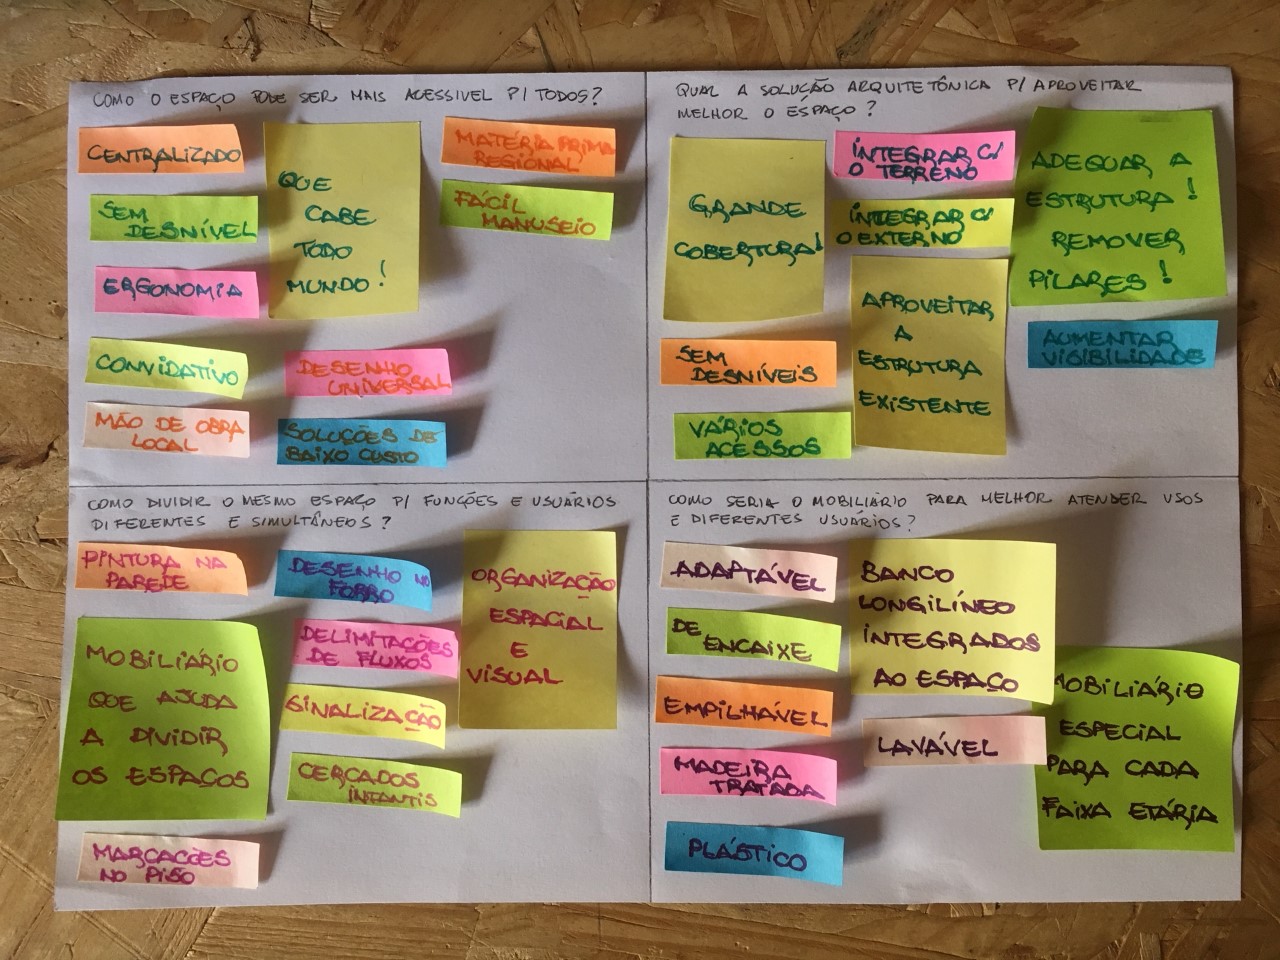 COMO O ESPAÇO PODE SER MAIS ACESSIVEL P/ TODOS?
CENTRALIZADO
SEM
DESNÍVEL
ERGONOMIA
CONVIDATIVO
MÃO DE OBRA
LOCAL
QUE
CABE
TODO
MUNDO!
DESENHO
UNIVERSAL
SOLUÇÕES DE
BAIXO CUSTO
MATÉRIA PRIMA
REGIONAL
FÁCIL
MANUSEIO
QUAL A SOLUÇÃO ARQUITETÔNICA P/ APROVEITAR
MELHOR O ESPAÇO?
GRANDE
COBERTURA!
SEM
DESNÍVEIS
VÁRIOS
ACESSOS
INTEGRAR C/
O TERRENO
INTEGRAR C/
O EXTERNO
APROVEITAR
A
ESTRUTURA
EXISTENTE
ADEQUAR A
ESTRUTURA!
REMOVER
PILARES!
AUMENTAR
VISIBILIDADE
COMO DIVIDIR O MESMO ESPAÇO P/ FUNÇÕES E USUÁRIOS
DIFERENTES E SIMULTÂNEOS?
PINTURA NA
PAREDE
MOBILIÁRIO
QUE AJUDA
A DIVIDIR
OS ESPAÇOS
MARCAÇÕES
NO PISO
DESENHO NO
FORRO
DELIMITAÇÕES
DE FLUXOS
SINALIZAÇÃO
CERCADOS
INFANTIS
ORGANIZAÇÃO
ESPACIAL
E
VISUAL
COMO SERIA O MOBILIÁRIO PARA MELHOR ATENDER USOS
E DIFERENTES USUÁRIOS?
ADAPTÁVEL
DE
ENCAIXE
EMPILHÁVEL
MADEIRA
TRATADA
PLÁSTICO
BANCO
LONGILÍNEO
INTEGRADOS
AO ESPAÇO
LAVÁVEL
MOBILIÁRIO
ESPECIAL
PARA CADA
FAIXA ETÁRIA